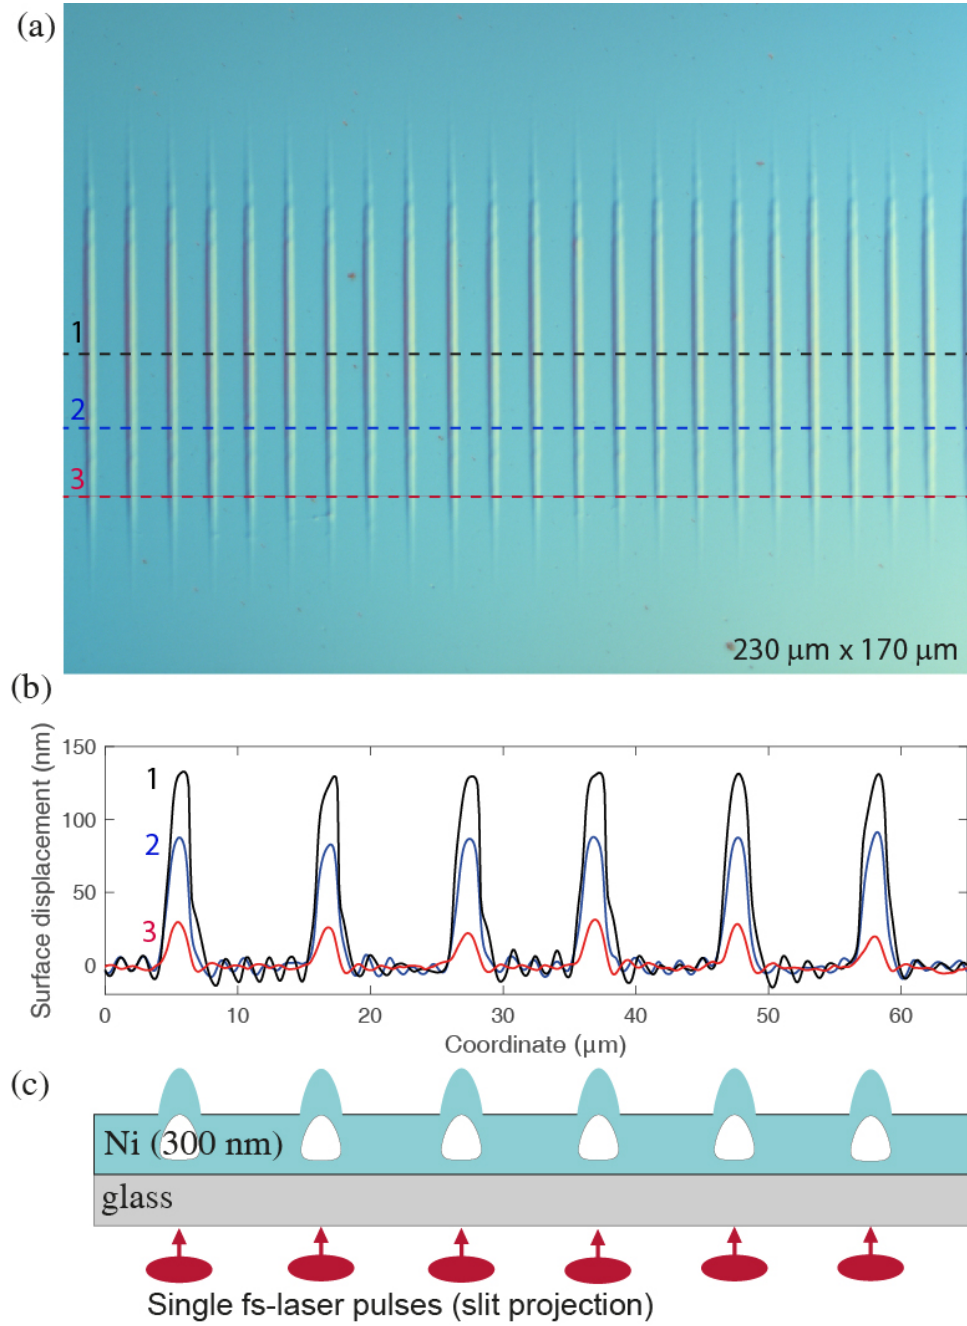 (a)
1
2
3
230 μm x 170 μm
(b)
Surface displacement (nm)
150
100
50
0
1
2
3
0 10 20 30 40 50 60
Coordinate (μm)
(c)
Ni (300 nm)
glass
Single fs-laser pulses (slit projection)